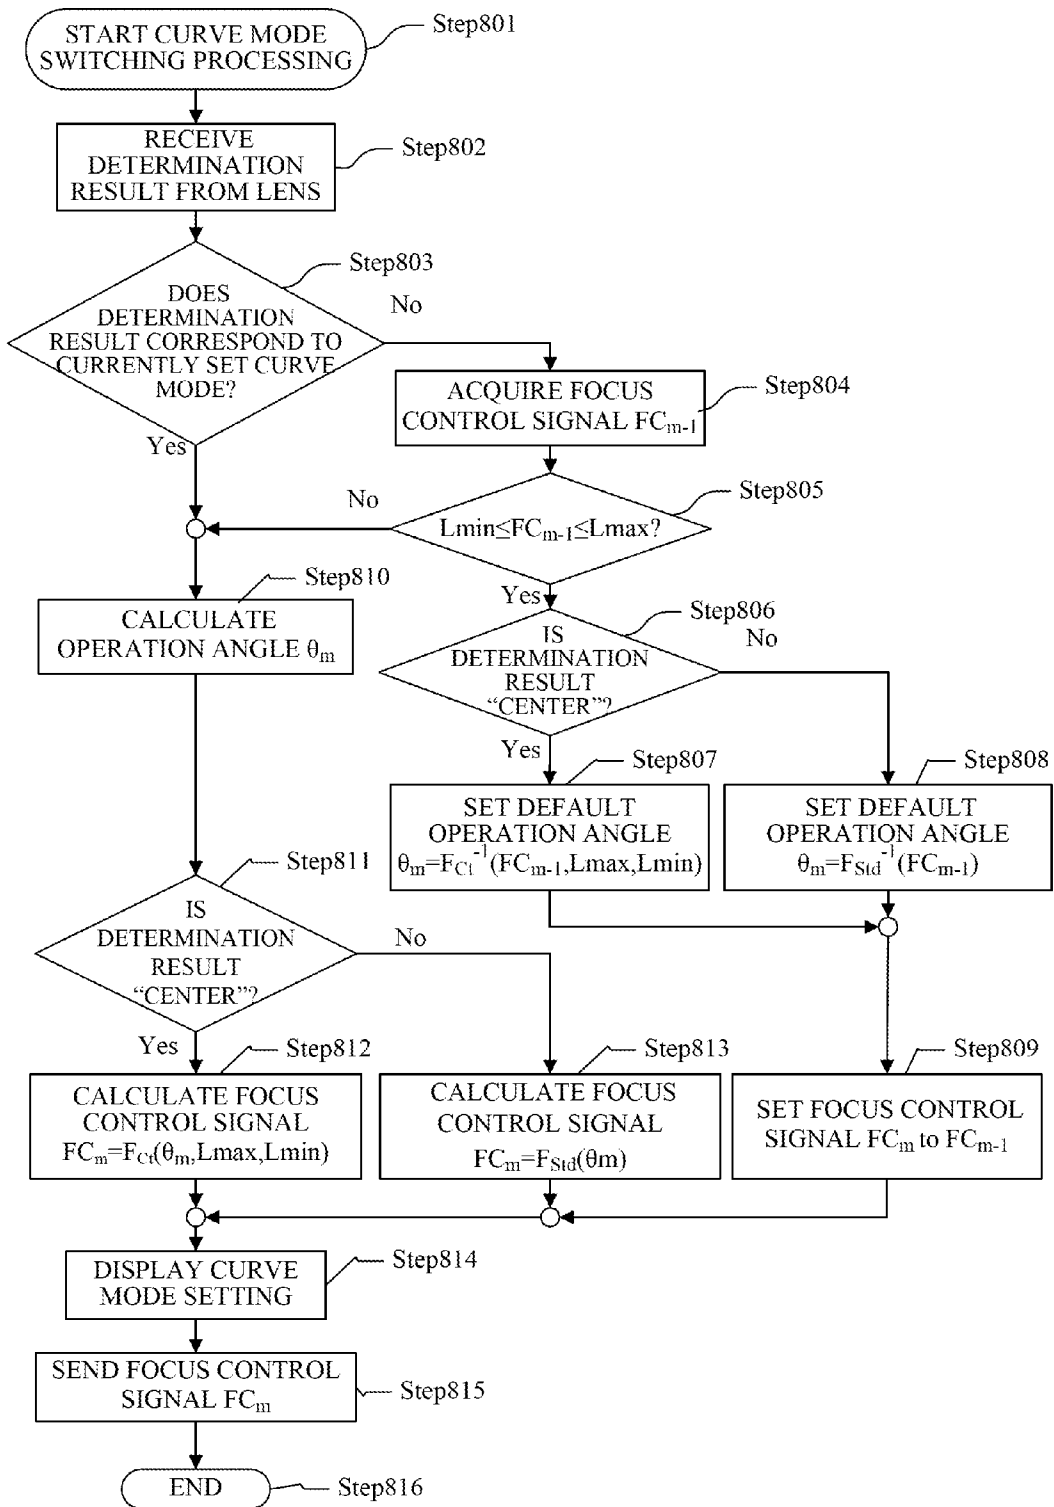 START CURVE MODE
SWITCHING PROCESSING
Step801
RECEIVE
DETERMINATION
RESULT FROM LENS
Step802
DOES
DETERMINATION
RESULT CORRESPOND TO
CURRENTLY SET CURVE
MODE?
Step803
No
Yes
ACQUIRE FOCUS
CONTROL SIGNAL FCm-1
Step804
Lmin≤FCm-1≤Lmax?
Step805
No
Yes
CALCULATE
OPERATION ANGLE θm
Step810
IS
DETERMINATION
RESULT
“CENTER”?
Step806
No
Yes
SET DEFAULT
OPERATION ANGLE
θm=FCt-1(FCm-1,Lmax,Lmin)
Step807
SET DEFAULT
OPERATION ANGLE
θm=FStd-1(FCm-1)
Step808
IS
DETERMINATION
RESULT
“CENTER”?
Step811
No
Yes
CALCULATE FOCUS
CONTROL SIGNAL
FCm=FCt(θm,Lmax,Lmin)
Step812
CALCULATE FOCUS
CONTROL SIGNAL
FCm=FStd(θm)
Step813
SET FOCUS CONTROL
SIGNAL FCm to FCm-1
Step809
DISPLAY CURVE
MODE SETTING
Step814
SEND FOCUS CONTROL
SIGNAL FCm
Step815
END
Step816